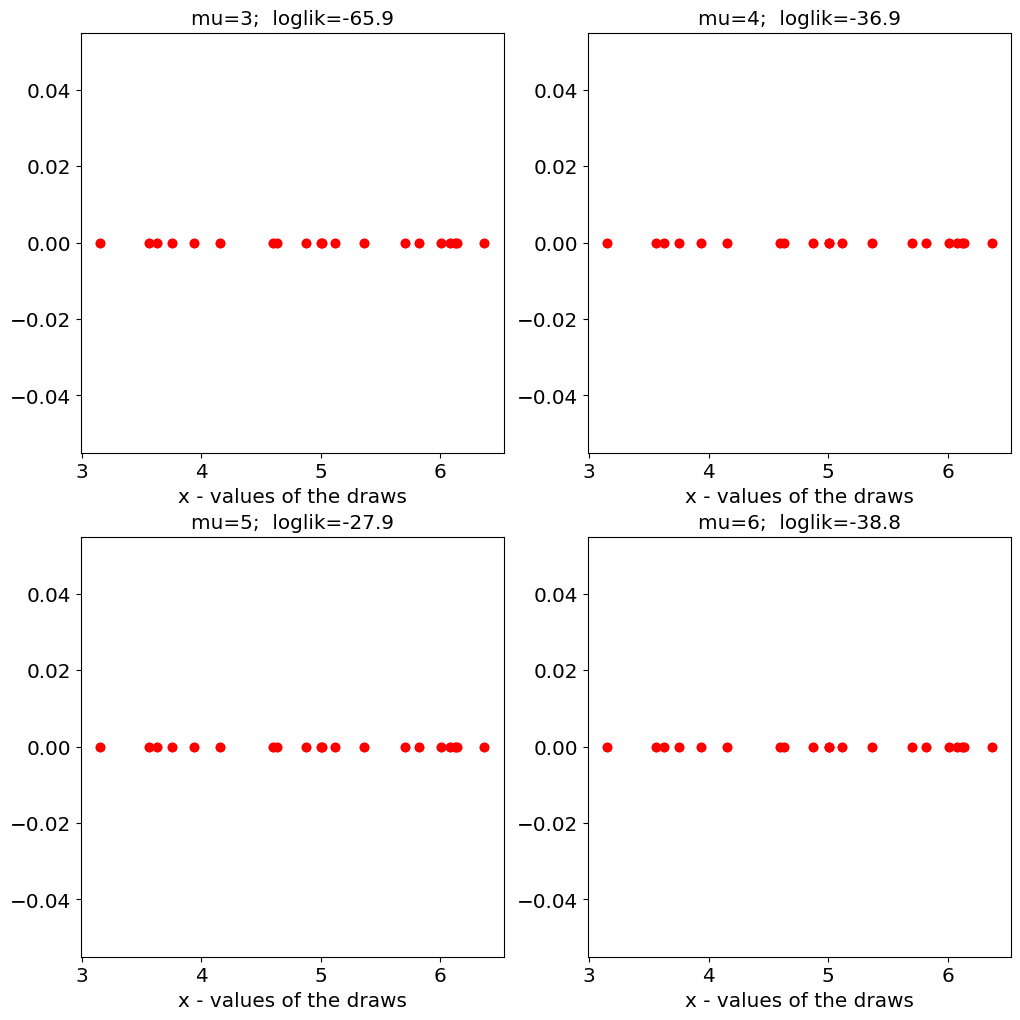 mu=3;  loglik=-65.9
0.04
0.02
0.00
−0.02
−0.04
3 4 5 6
x - values of the draws
mu=4;  loglik=-36.9
0.04
0.02
0.00
−0.02
−0.04
3 4 5 6
x - values of the draws
mu=5;  loglik=-27.9
0.04
0.02
0.00
−0.02
−0.04
3 4 5 6
x - values of the draws
mu=6;  loglik=-38.8
0.04
0.02
0.00
−0.02
−0.04
3 4 5 6
x - values of the draws